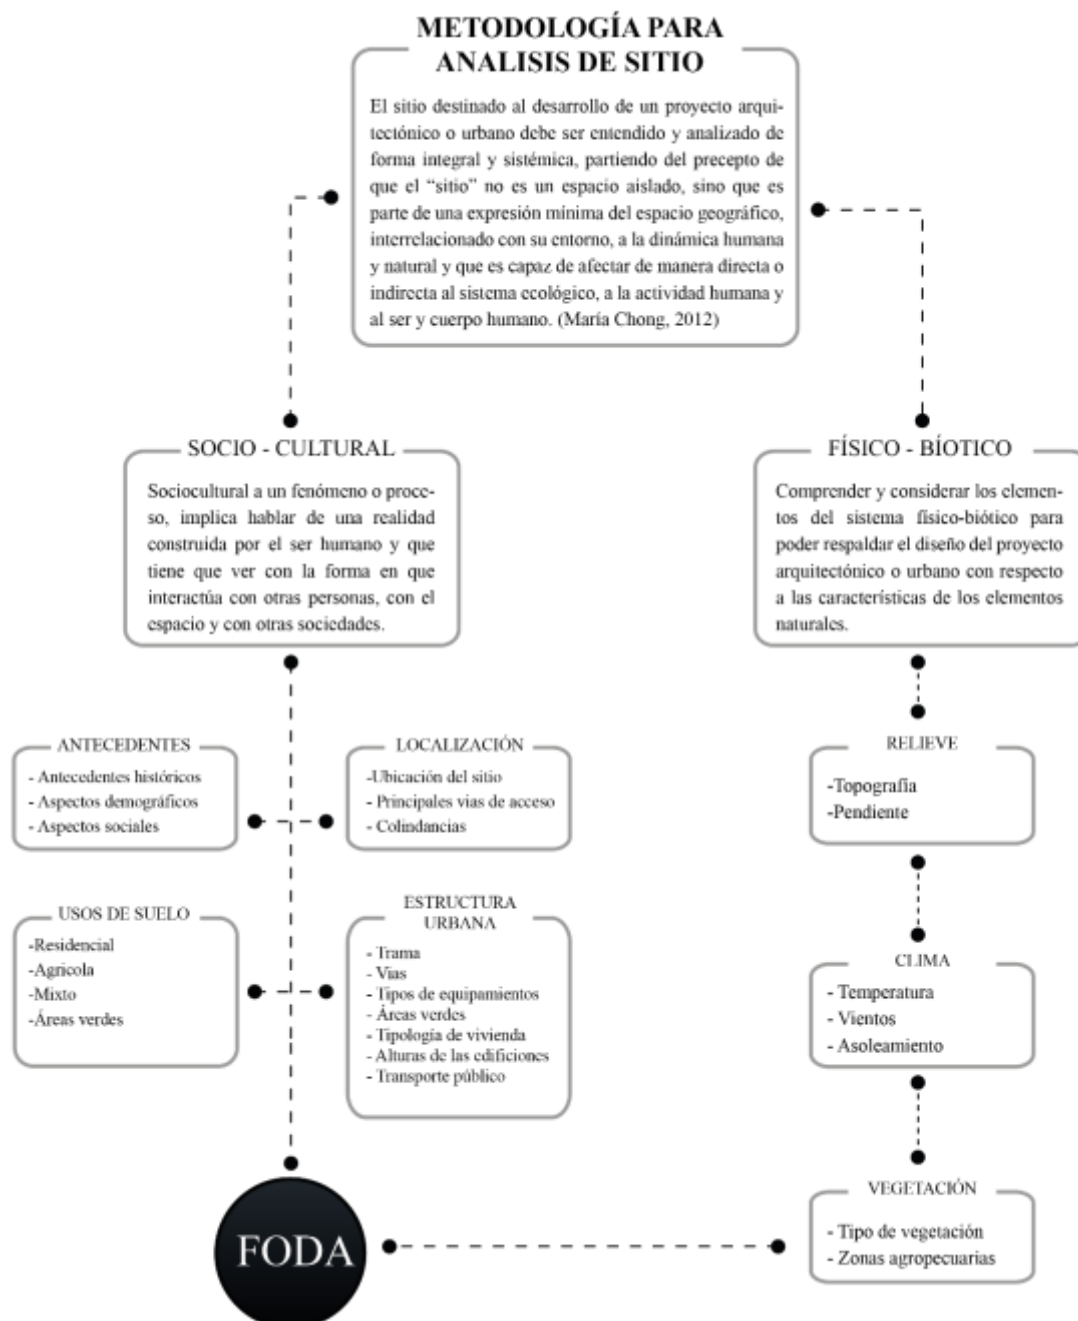 METODOLOGÍA PARA
ANALISIS DE SITIO
El sitio destinado al desarrollo de un proyecto arqui-
tectónico o urbano debe ser entendido y analizado de
forma integral y sistémica, partiendo del precepto de
que el “sitio” no es un espacio aislado, sino que es
parte de una expresión mínima del espacio geográfico,
interrelacionado con su entorno, a la dinámica humana
y natural y que es capaz de afectar de manera directa o
indirecta al sistema ecológico, a la actividad humana y
al ser y cuerpo humano. (María Chong, 2012)
SOCIO - CULTURAL
Sociocultural a un fenómeno o proce-
so, implica hablar de una realidad
construida por el ser humano y que
tiene que ver con la forma en que
interactúa con otras personas, con el
espacio y con otras sociedades.
FÍSICO - BÍOTICO
Comprender y considerar los elemen-
tos del sistema físico-biótico para
poder respaldar el diseño del proyecto
arquitectónico o urbano con respecto
a las características de los elementos
naturales.
ANTECEDENTES
- Antecedentes históricos
- Aspectos demográficos
- Aspectos sociales
LOCALIZACIÓN
-Ubicación del sitio
- Principales vias de acceso
- Colindancias
USOS DE SUELO
-Residencial
-Agricola
-Mixto
-Áreas verdes
ESTRUCTURA
URBANA
- Trama
- Vias
- Tipos de equipamientos
- Áreas verdes
- Tipología de vivienda
- Alturas de las edificiones
- Transporte público
RELIEVE
-Topografía
-Pendiente
CLIMA
- Temperatura
- Vientos
- Asoleamiento
VEGETACIÓN
- Tipo de vegetación
- Zonas agropecuarias
FODA